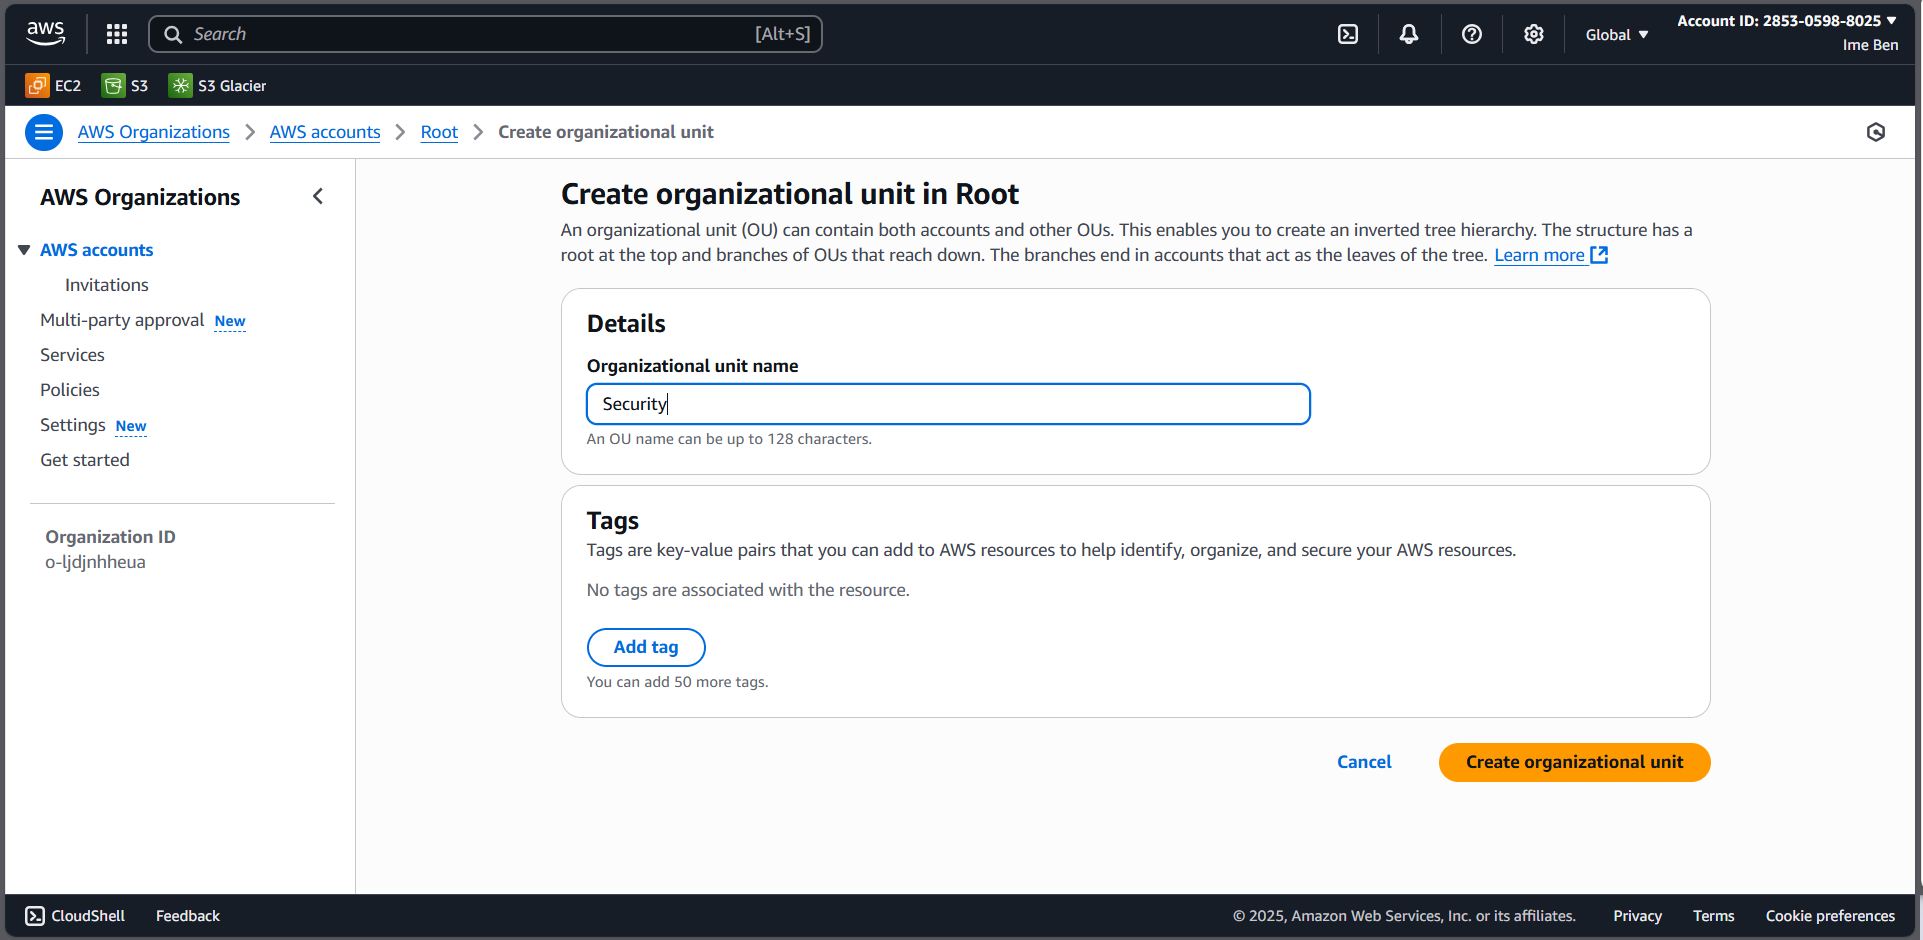 aws
Search
[Alt+S]
Global
Account ID: 2853-0598-8025
Ime Ben
EC2
S3
S3 Glacier
AWS Organizations
AWS accounts
Root
Create organizational unit
AWS Organizations
AWS accounts
Invitations
Multi-party approval New
Services
Policies
Settings New
Get started
Organization ID
o-ljdjnhheua
Create organizational unit in Root
An organizational unit (OU) can contain both accounts and other OUs. This enables you to create an inverted tree hierarchy. The structure has a
root at the top and branches of OUs that reach down. The branches end in accounts that act as the leaves of the tree. Learn more
Details
Organizational unit name
Security
An OU name can be up to 128 characters.
Tags
Tags are key-value pairs that you can add to AWS resources to help identify, organize, and secure your AWS resources.
No tags are associated with the resource.
Add tag
You can add 50 more tags.
Cancel
Create organizational unit
CloudShell
Feedback
© 2025, Amazon Web Services, Inc. or its affiliates.
Privacy
Terms
Cookie preferences